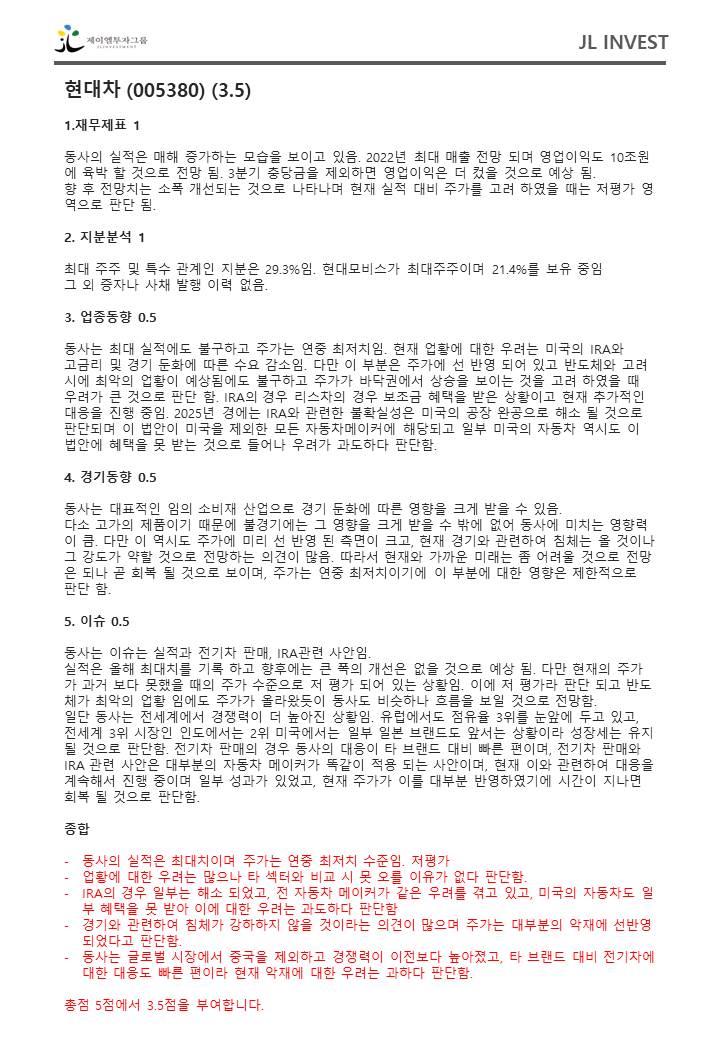 제이엘투자그룹
JL INVESTMENT
JL INVEST
현대차 (005380) (3.5)
1.재무제표 1
동사의 실적은 매해 증가하는 모습을 보이고 있음. 2022년 최대 매출 전망 되며 영업이익도 10조원
에 육박 할 것으로 전망 됨. 3분기 충당금을 제외하면 영업이익은 더 컸을 것으로 예상 됨.
향 후 전망치는 소폭 개선되는 것으로 나타나며 현재 실적 대비 주가를 고려 하였을 때는 저평가 영
역으로 판단 됨.
2. 지분분석 1
최대 주주 및 특수 관계인 지분은 29.3%임. 현대모비스가 최대주주이며 21.4%를 보유 중임
그 외 증자나 사채 발행 이력 없음.
3. 업종동향 0.5
동사는 최대 실적에도 불구하고 주가는 연중 최저치임. 현재 업황에 대한 우려는 미국의 IRA와
고금리 및 경기 둔화에 따른 수요 감소임. 다만 이 부분은 주가에 선 반영 되어 있고 반도체와 고려
시에 최악의 업황이 예상됨에도 불구하고 주가가 바닥권에서 상승을 보이는 것을 고려 하였을 때
우려가 큰 것으로 판단 함. IRA의 경우 리스차의 경우 보조금 혜택을 받은 상황이고 현재 추가적인
대응을 진행 중임. 2025년 경에는 IRA와 관련한 불확실성은 미국의 공장 완공으로 해소 될 것으로
판단되며 이 법안이 미국을 제외한 모든 자동차메이커에 해당되고 일부 미국의 자동차 역시도 이
법안에 혜택을 못 받는 것으로 들어나 우려가 과도하다 판단함.
4. 경기동향 0.5
동사는 대표적인 임의 소비재 산업으로 경기 둔화에 따른 영향을 크게 받을 수 있음.
다소 고가의 제품이기 때문에 불경기에는 그 영향을 크게 받을 수 밖에 없어 동사에 미치는 영향력
이 큼. 다만 이 역시도 주가에 미리 선 반영 된 측면이 크고, 현재 경기와 관련하여 침체는 올 것이나
그 강도가 약할 것으로 전망하는 의견이 많음. 따라서 현재와 가까운 미래는 좀 어려울 것으로 전망
은 되나 곧 회복 될 것으로 보이며, 주가는 연중 최저치이기에 이 부분에 대한 영향은 제한적으로
판단 함.
5. 이슈 0.5
동사는 이슈는 실적과 전기차 판매, IRA관련 사안임.
실적은 올해 최대치를 기록 하고 향후에는 큰 폭의 개선은 없을 것으로 예상 됨. 다만 현재의 주가
가 과거 보다 못했을 때의 주가 수준으로 저 평가 되어 있는 상황임. 이에 저 평가라 판단 되고 반도
체가 최악의 업황 임에도 주가가 올라왔듯이 동사도 비슷하나 흐름을 보일 것으로 전망함.
일단 동사는 전세계에서 경쟁력이 더 높아진 상황임. 유럽에서도 점유율 3위를 눈앞에 두고 있고,
전세계 3위 시장인 인도에서는 2위 미국에서는 일부 일본 브랜드도 앞서는 상황이라 성장세는 유지
될 것으로 판단함. 전기차 판매의 경우 동사의 대응이 타 브랜드 대비 빠른 편이며, 전기차 판매와
IRA 관련 사안은 대부분의 자동차 메이커가 똑같이 적용 되는 사안이며, 현재 이와 관련하여 대응을
계속해서 진행 중이며 일부 성과가 있었고, 현재 주가가 이를 대부분 반영하였기에 시간이 지나면
회복 될 것으로 판단함.
종합
- 동사의 실적은 최대치이며 주가는 연중 최저치 수준임. 저평가
- 업황에 대한 우려는 많으나 타 섹터와 비교 시 못 오를 이유가 없다 판단함.
- IRA의 경우 일부는 해소 되었고, 전 자동차 메이커가 같은 우려를 겪고 있고, 미국의 자동차도 일
부 혜택을 못 받아 이에 대한 우려는 과도하다 판단함
- 경기와 관련하여 침체가 강하하지 않을 것이라는 의견이 많으며 주가는 대부분의 악재에 선반영
되었다고 판단함.
- 동사는 글로벌 시장에서 중국을 제외하고 경쟁력이 이전보다 높아졌고, 타 브랜드 대비 전기차에
대한 대응도 빠른 편이라 현재 악재에 대한 우려는 과하다 판단함.
총점 5점에서 3.5점을 부여합니다.